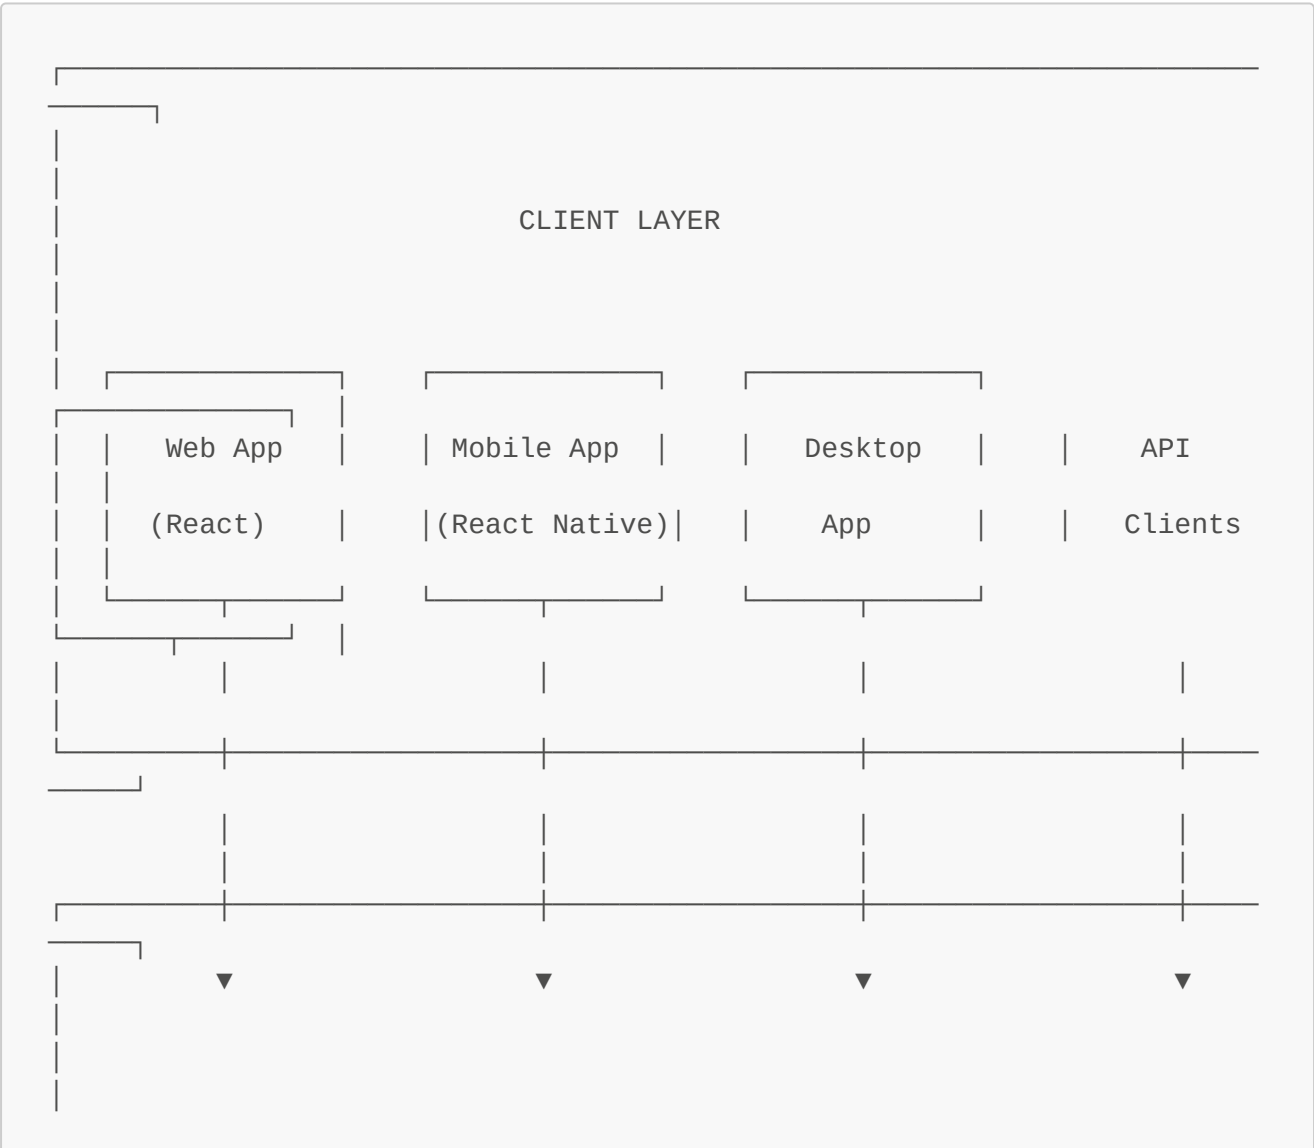 CLIENT LAYER
Web App Mobile App Desktop API
(React) (React Native) App Clients